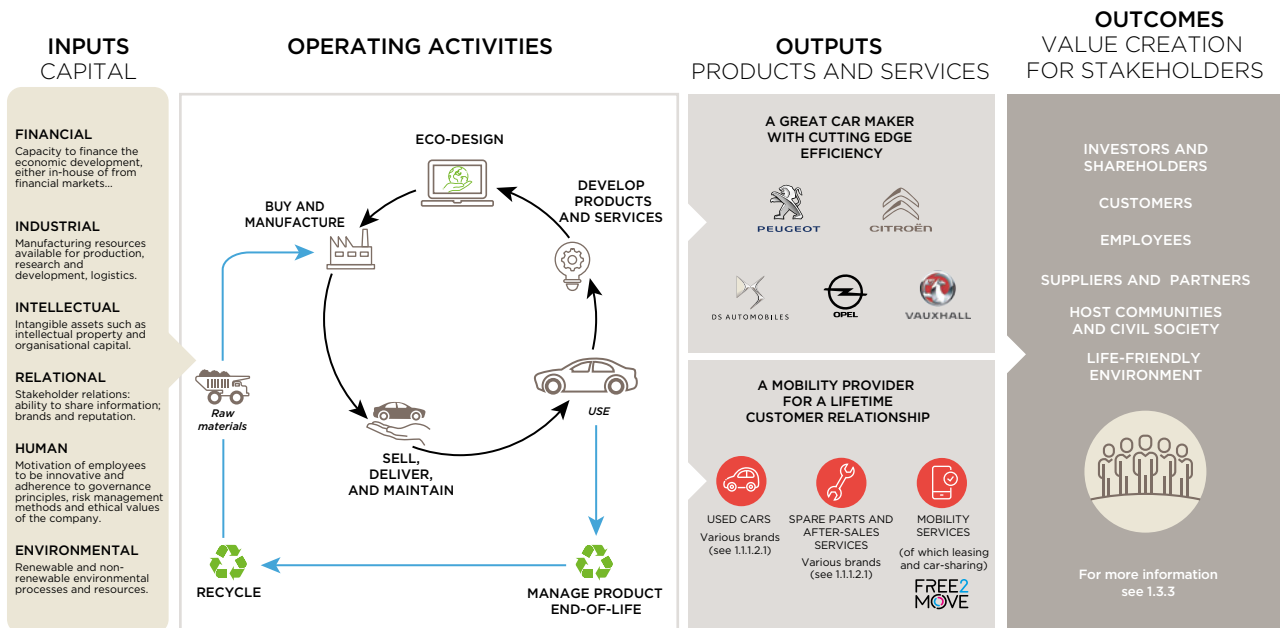 INPUTS
CAPITAL
FINANCIAL
Capacity to finance the
economic development,
either in-house of from
financial markets...
INDUSTRIAL
Manufacturing resources
available for production,
research and
development, logistics.
INTELLECTUAL
Intangible assets such as
intellectual property and
organisational capital.
RELATIONAL
Stakeholder relations:
ability to share information;
brands and reputation.
HUMAN
Motivation of employees
to be innovative and
adherence to governance
principles, risk management
methods and ethical values
of the company.
ENVIRONMENTAL
Renewable and non-
renewable environmental
processes and resources.
OPERATING ACTIVITIES
ECO-DESIGN
DEVELOP
PRODUCTS
AND SERVICES
BUY AND
MANUFACTURE
Raw
materials
USE
SELL,
DELIVER,
AND MAINTAIN
RECYCLE
MANAGE PRODUCT
END-OF-LIFE
OUTPUTS
PRODUCTS AND SERVICES
A GREAT CAR MAKER
WITH CUTTING EDGE
EFFICIENCY
PEUGEOT
CITROËN
DS AUTOMOBILES
OPEL
VAUXHALL
A MOBILITY PROVIDER
FOR A LIFETIME
CUSTOMER RELATIONSHIP
USED CARS
Various brands
(see 1.1.1.2.1)
SPARE PARTS AND
AFTER-SALES
SERVICES
Various brands
(see 1.1.1.2.1)
MOBILITY
SERVICES
(of which leasing
and car-sharing)
FREE2
MOVE
OUTCOMES
VALUE CREATION
FOR STAKEHOLDERS
INVESTORS AND
SHAREHOLDERS
CUSTOMERS
EMPLOYEES
SUPPLIERS AND PARTNERS
HOST COMMUNITIES
AND CIVIL SOCIETY
LIFE-FRIENDLY
ENVIRONMENT
For more information
see 1.3.3